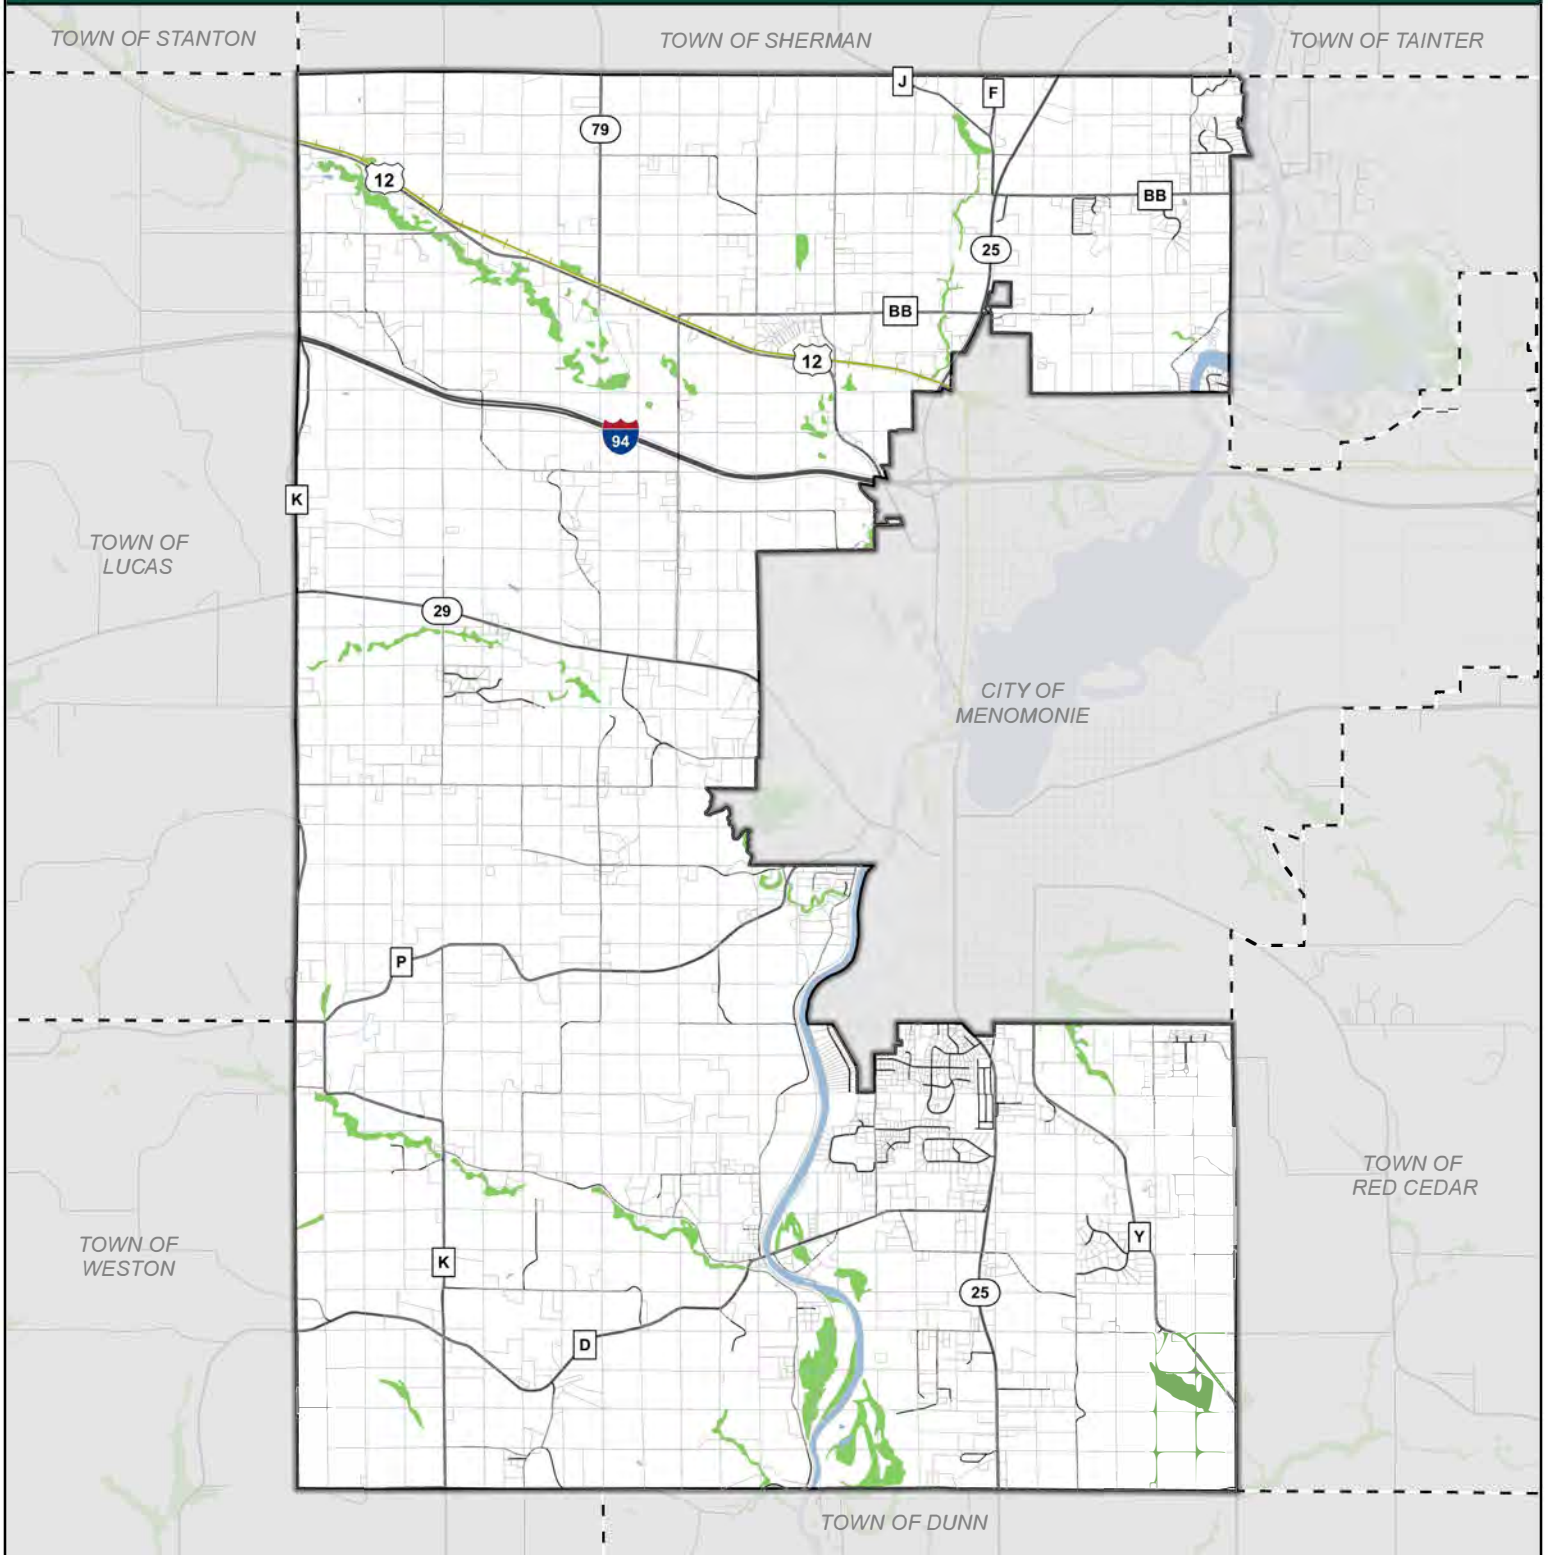 TOWN OF STANTON
TOWN OF SHERMAN
TOWN OF TAINTER
J
F
79
12
BB
25
BB
12
94
K
TOWN OF
LUCAS
29
CITY OF
MENOMONIE
P
TOWN OF
RED CEDAR
TOWN OF
WESTON
Y
K
25
D
TOWN OF DUNN